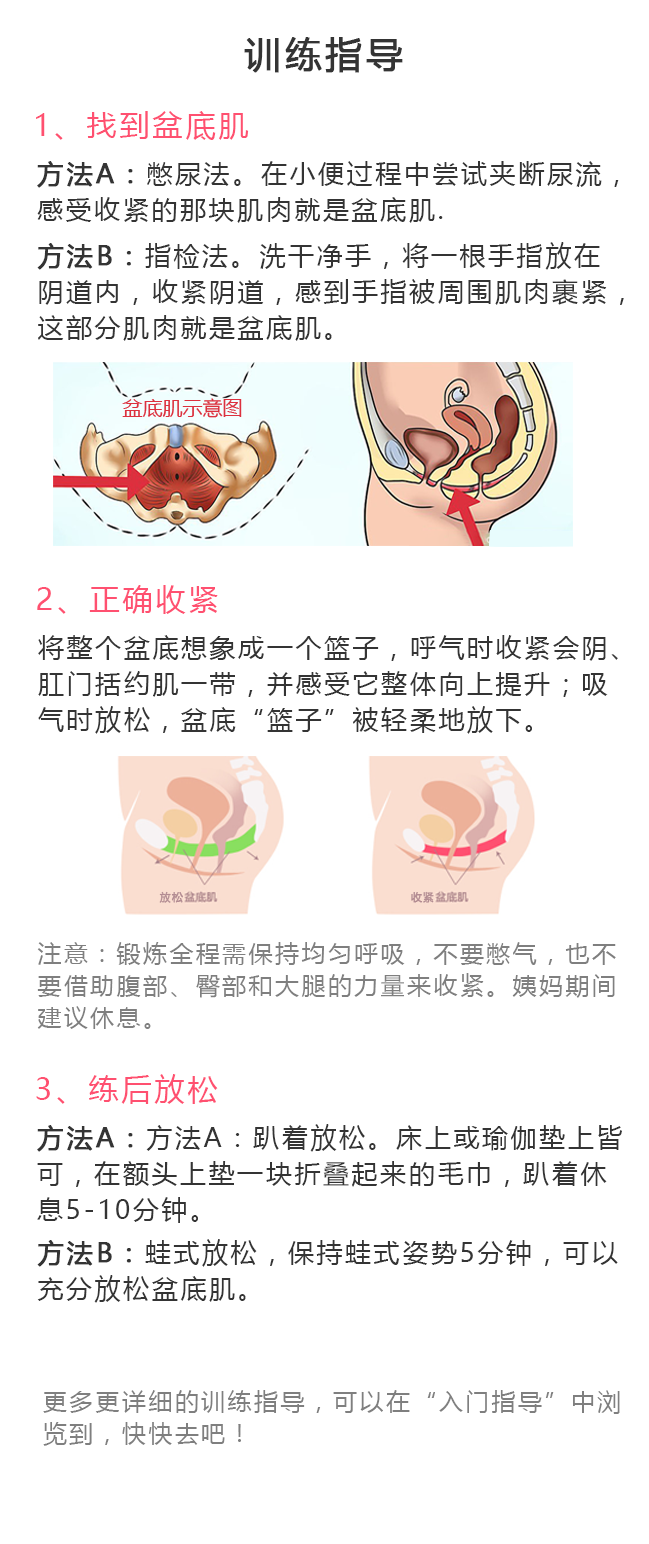 训练指导
1、找到盆底肌
方法A：憋尿法。在小便过程中尝试夹断尿流，
感受收紧的那块肌肉就是盆底肌.
方法B：指检法。洗干净手，将一根手指放在
阴道内，收紧阴道，感到手指被周围肌肉裹紧，
这部分肌肉就是盆底肌。
盆底肌示意图
2、正确收紧
将整个盆底想象成一个篮子，呼气时收紧会阴、
肛门括约肌一带，并感受它整体向上提升；吸
气时放松，盆底“篮子”被轻柔地放下。
放松盆底肌
收紧盆底肌
注意：锻炼全程需保持均匀呼吸，不要憋气，也不
要借助腹部、臀部和大腿的力量来收紧。姨妈期间
建议休息。
3、练后放松
方法A：方法A：趴着放松。床上或瑜伽垫上皆
可，在额头上垫一块折叠起来的毛巾，趴着休
息5-10分钟。
方法B：蛙式放松，保持蛙式姿势5分钟，可以
充分放松盆底肌。
更多更详细的训练指导，可以在“入门指导”中浏
览到，快快去吧！